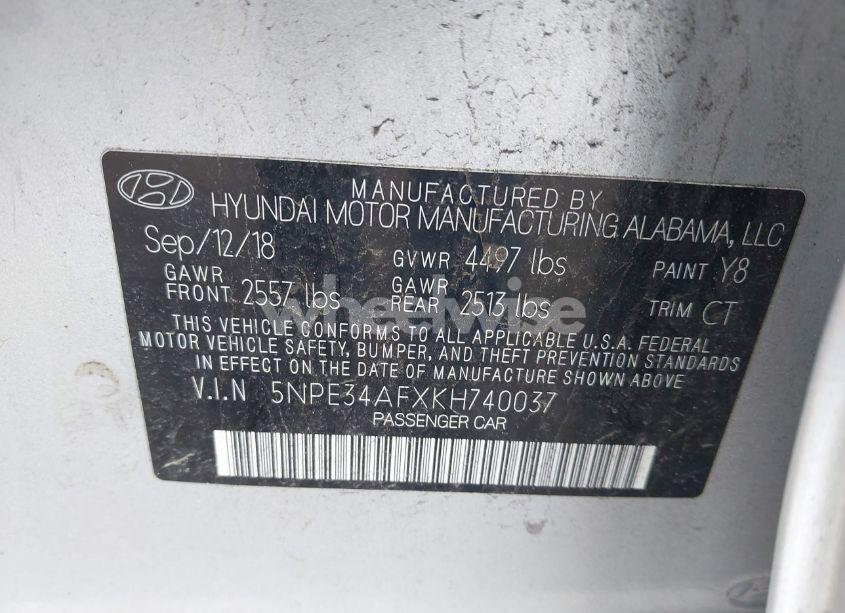 MANUFACTURED BY
HYUNDAI MOTOR MANUFACTURING ALABAMA, LLC
Sep/12/18 GVWR 4497 lbs PAINT Y8
GAWR FRONT 2557 lbs GAWR REAR 2513 lbs TRIM CT
THIS VEHICLE CONFORMS TO ALL APPLICABLE U.S.A. FEDERAL
MOTOR VEHICLE SAFETY, BUMPER, AND THEFT PREVENTION STANDARDS
IN EFFECT ON THE DATE OF MANUFACTURE SHOWN ABOVE
V.I.N 5NPE34AFXKH740037
PASSENGER CAR
wheelwise